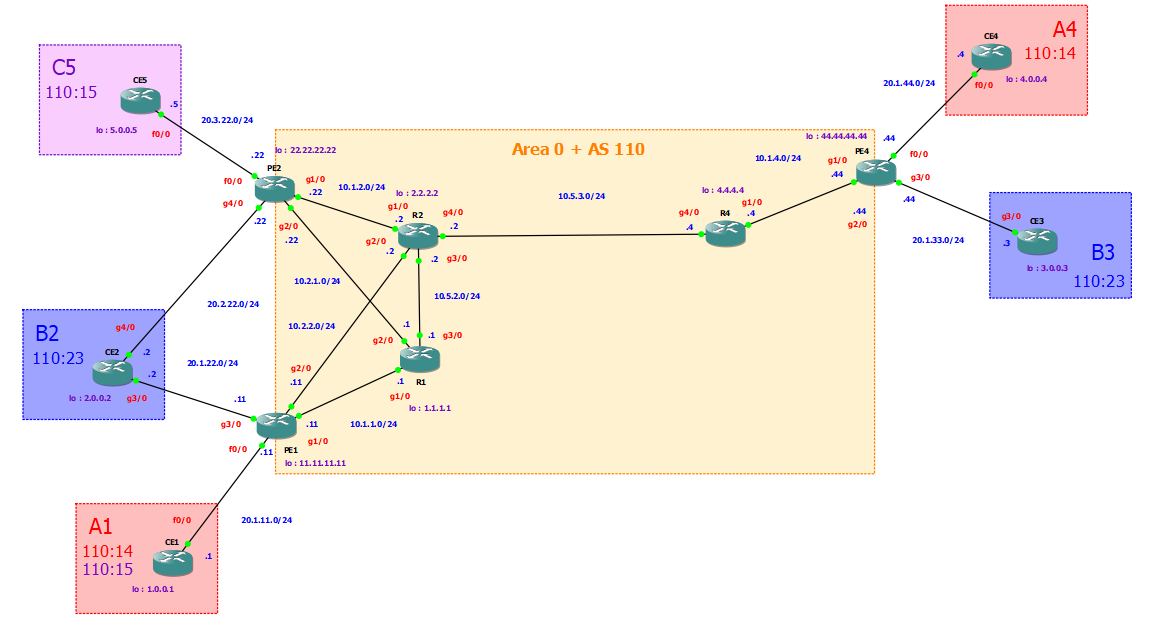 C5
110:15
CE5
.5
lo : 5.0.0.5
f0/0
20.3.22.0/24
A4
110:14
CE4
.4
lo : 4.0.0.4
f0/0
20.1.44.0/24
Area 0 + AS 110
lo : 22.22.22.22
.22
PE2
f0/0
g1/0
.22
g4/0
.22
g2/0
.22
10.1.2.0/24
lo : 2.2.2.2
g1/0
R2
.2
g4/0
.2
g2/0
.2
.2
g3/0
10.5.3.0/24
lo : 4.4.4.4
g4/0
R4
g1/0
.4
.4
10.1.4.0/24
lo : 44.44.44.44
PE4
g1/0
.44
.44
f0/0
g3/0
.44
.44
g2/0
20.1.33.0/24
g3/0
CE3
.3
B3
lo : 3.0.0.3
110:23
10.2.1.0/24
10.5.2.0/24
10.2.2.0/24
20.2.22.0/24
B2
110:23
g4/0
CE2
.2
.2
lo : 2.0.0.2
g3/0
20.1.22.0/24
.1
.1
g3/0
g2/0
R1
.1
g1/0
lo : 1.1.1.1
g2/0
.11
.11
g3/0
.11
10.1.1.0/24
g1/0
f0/0
.11
PE1
lo : 11.11.11.11
20.1.11.0/24
A1
110:14
110:15
f0/0
CE1
.1
lo : 1.0.0.1